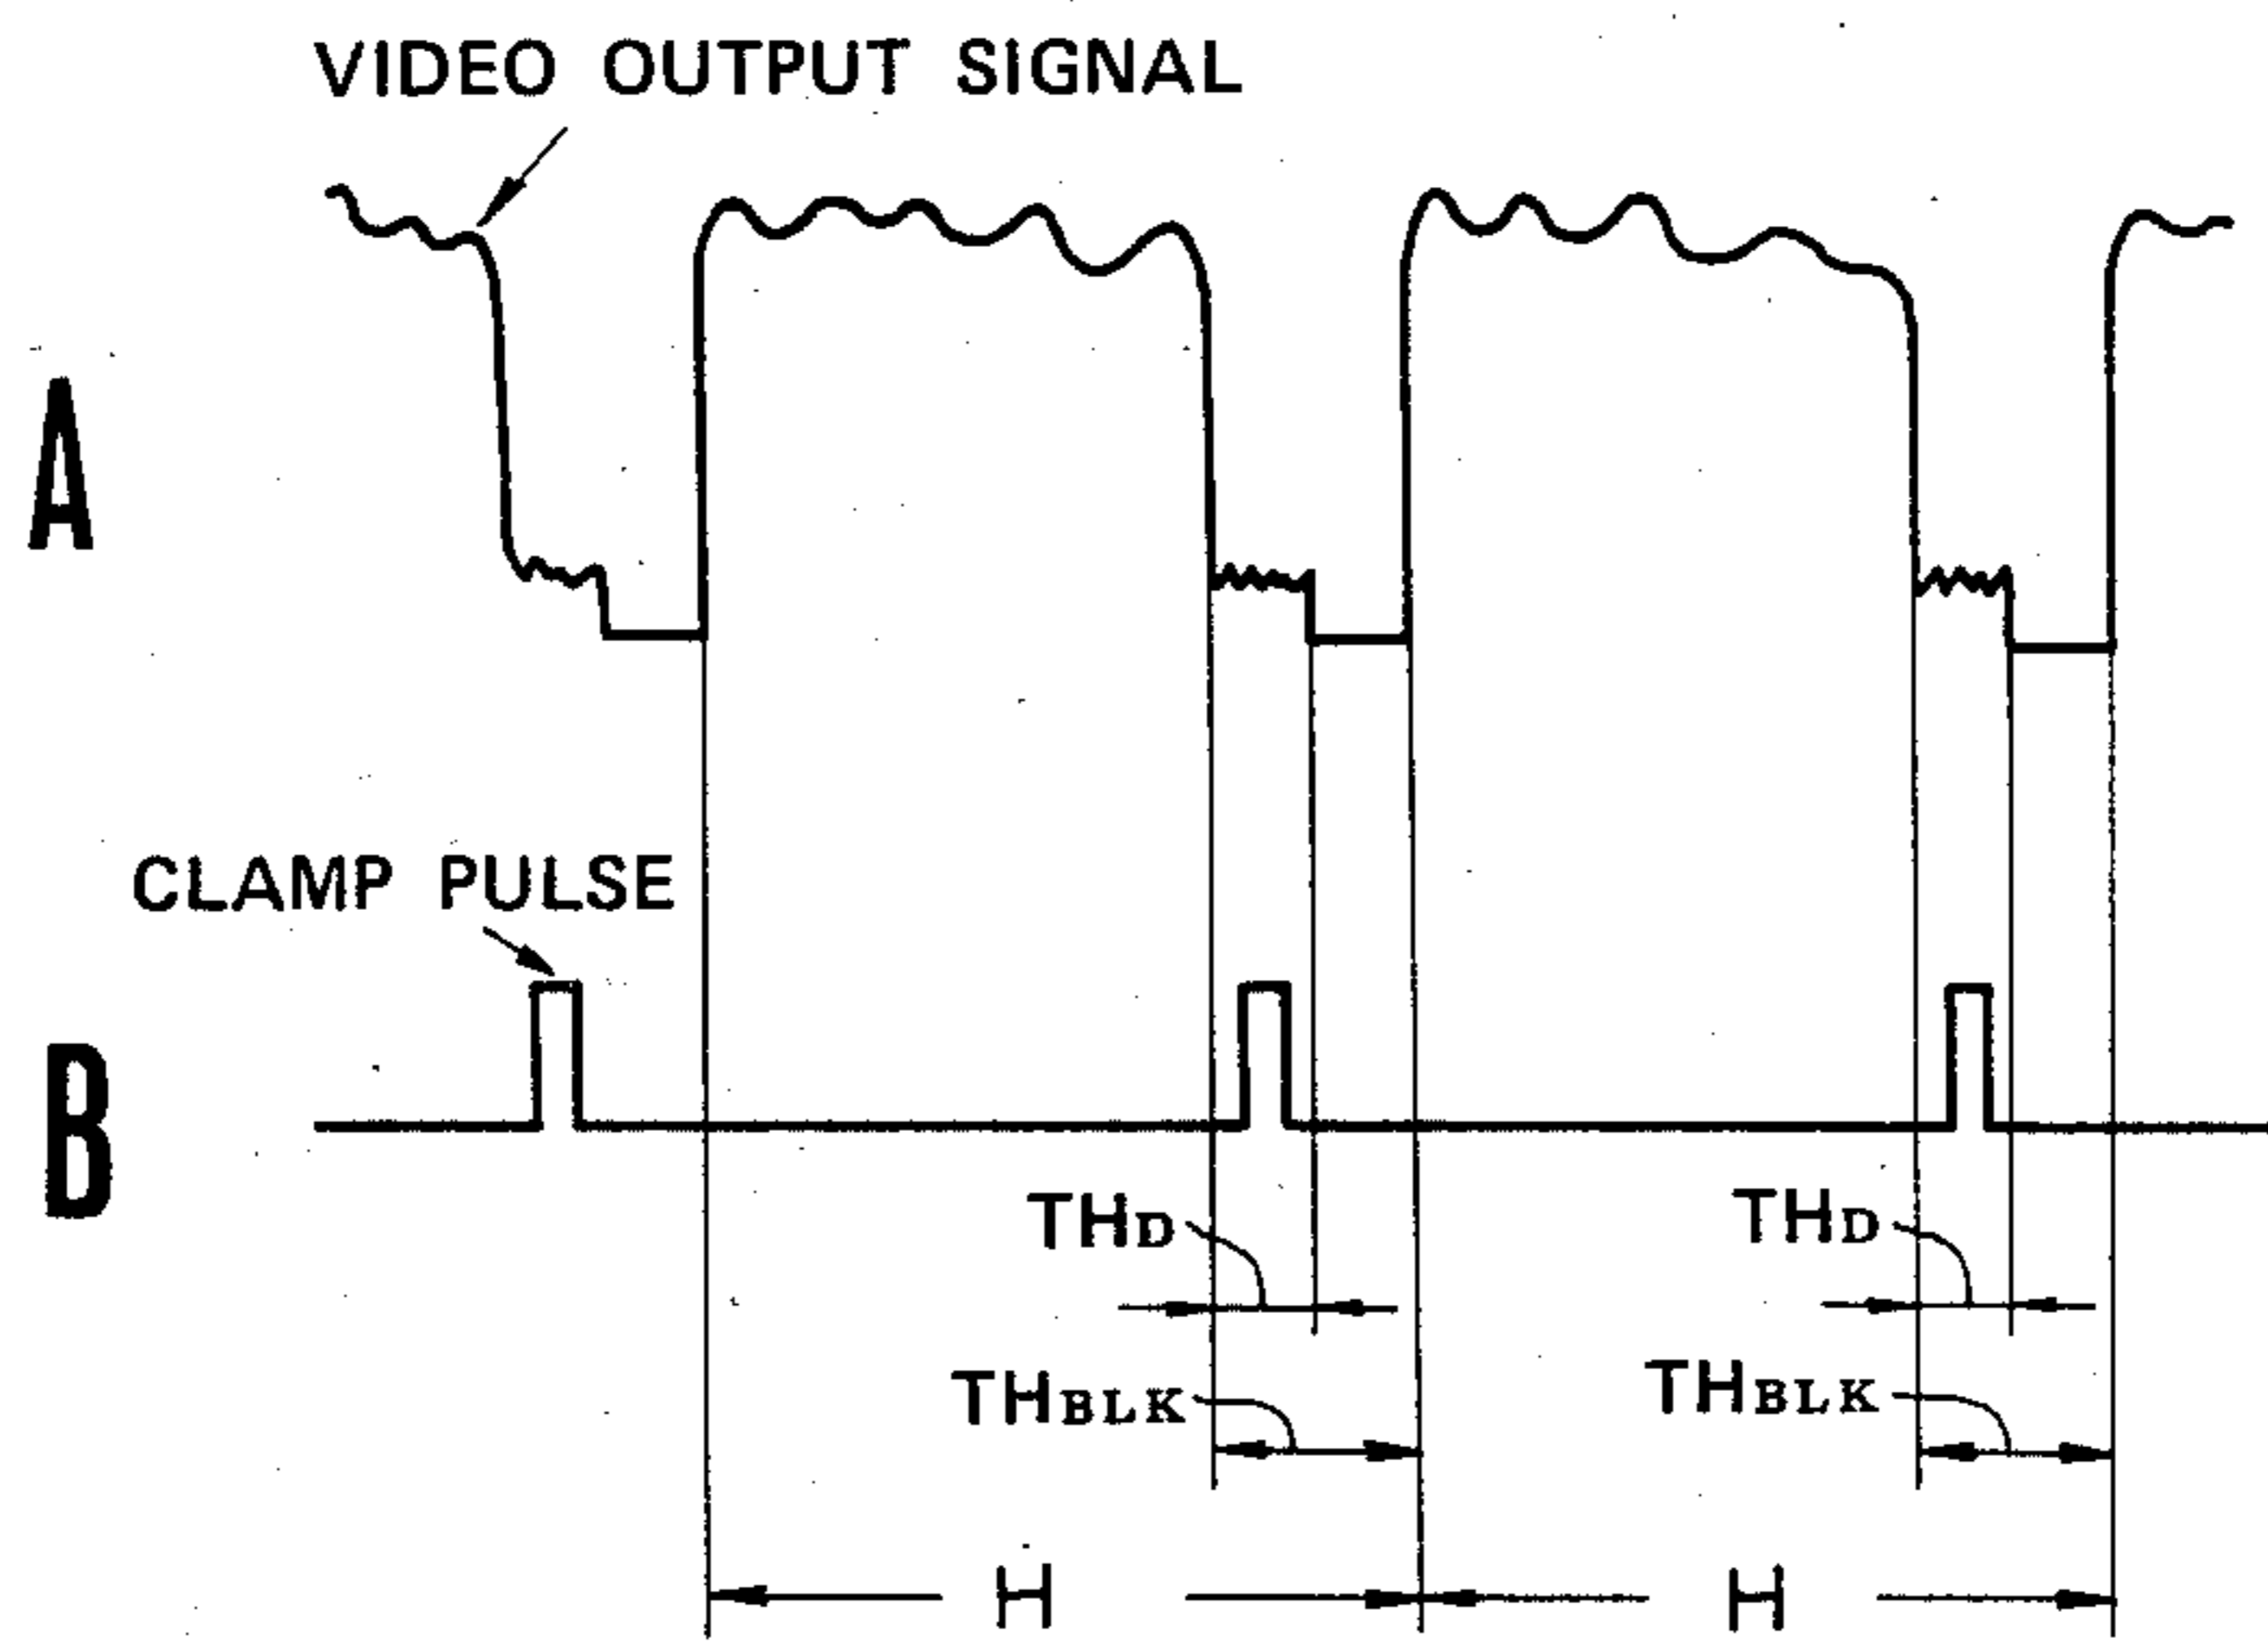 VIDEO OUTPUT SIGNAL
A
CLAMP PULSE
B
THD
THD
THBLK
THBLK
H
H